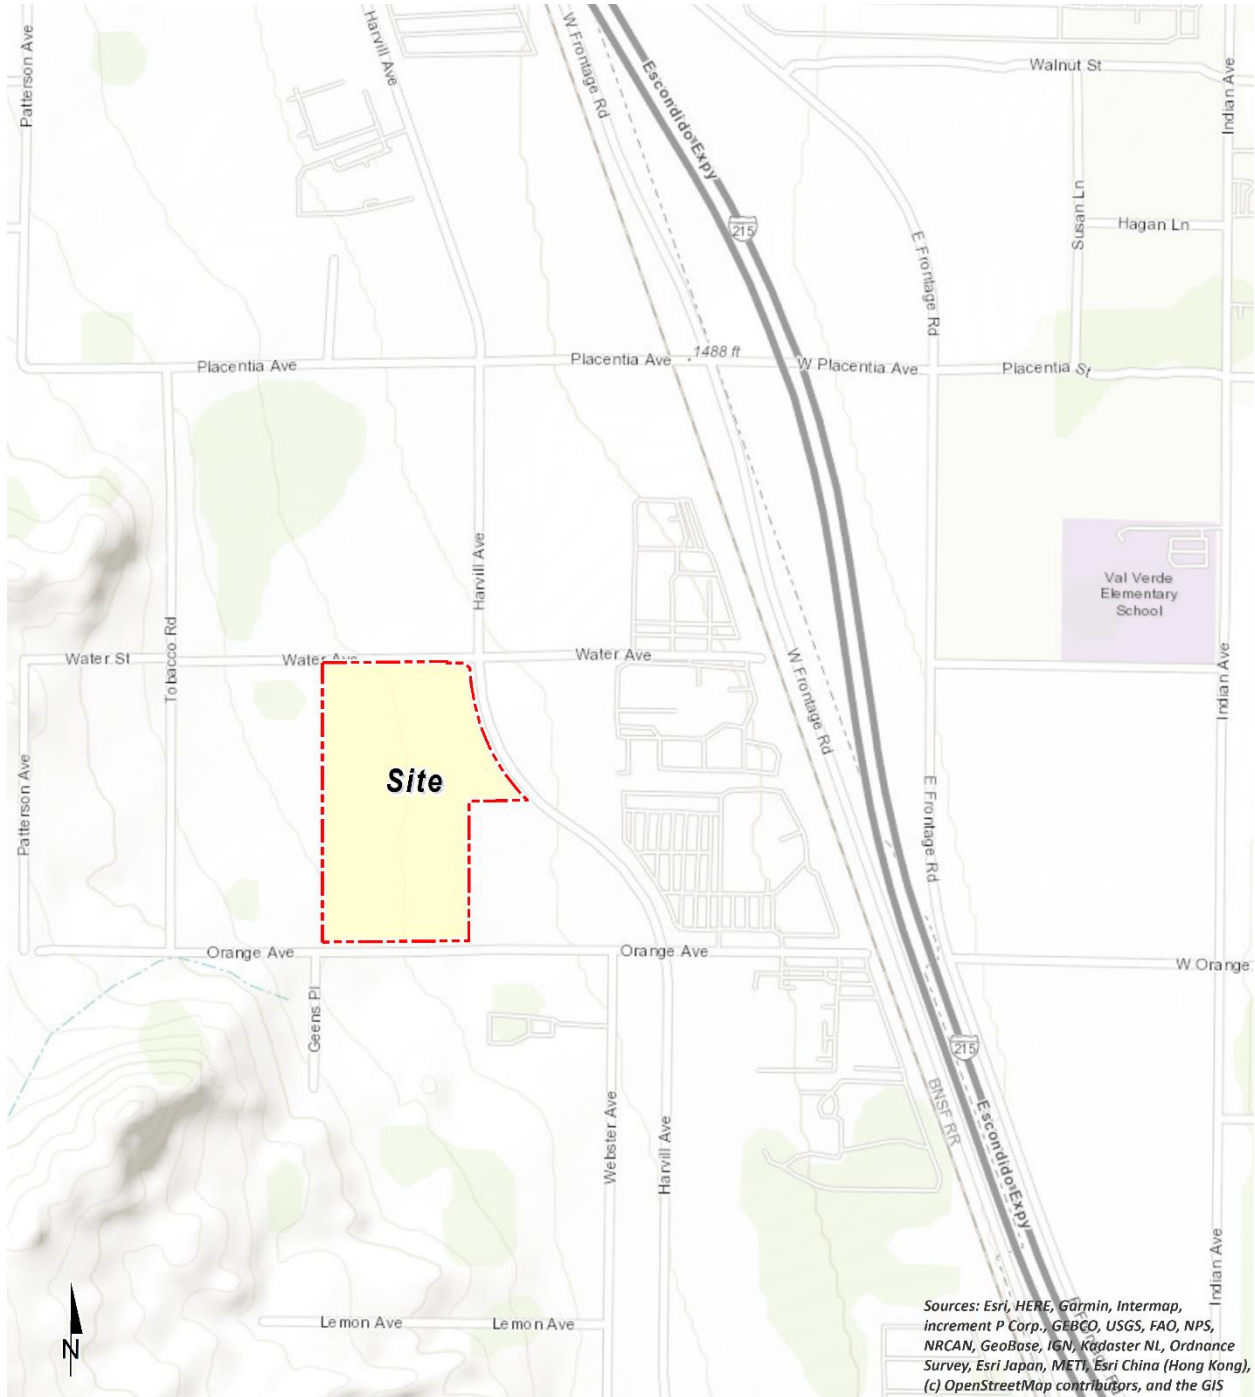 Patterson Ave
Harvill Ave
W Frontage Rd
Escondido Expy
Walnut St
Indian Ave
Susan Ln
Hagan Ln
215
E Frontage Rd
Placentia Ave
Placentia Ave
1488 ft
W Placentia Ave
Placentia St
Harvill Ave
Val Verde
Elementary
School
Tobacco Rd
Water St
Water Ave
Water Ave
W Frontage Rd
Indian Ave
Patterson Ave
Site
E Frontage Rd
Orange Ave
Orange Ave
W Orange
Geens Pl
215
Webster Ave
Harvill Ave
BNSF RR
Escondido Expy
Indian Ave
Lemon Ave
Lemon Ave
E Frontage Rd
N
Sources: Esri, HERE, Garmin, Intermap,
increment P Corp., GEBCO, USGS, FAO, NPS,
NRCAN, GeoBase, IGN, Kadaster NL, Ordnance
Survey, Esri Japan, METI, Esri China (Hong Kong),
(c) OpenStreetMap contributors, and the GIS